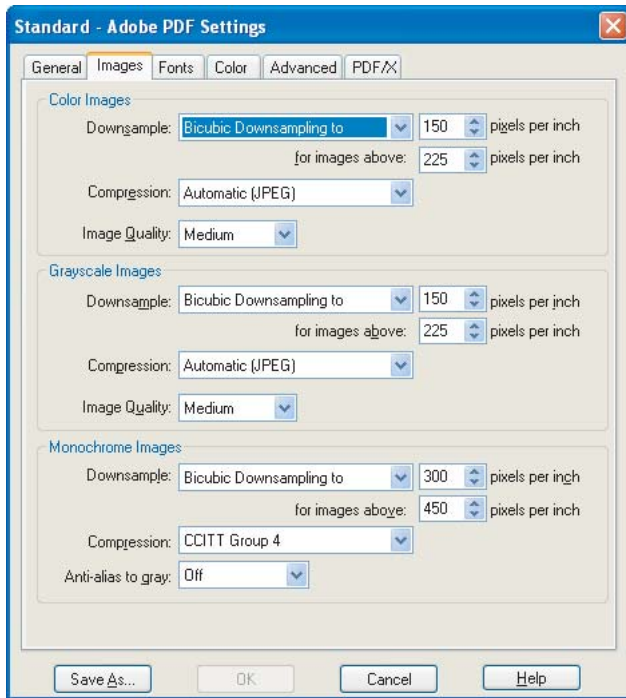 Standard - Adobe PDF Settings
General Images Fonts Color Advanced PDF/X
Color Images
Downsample: Bicubic Downsampling to 150 pixels per inch
for images above: 225 pixels per inch
Compression: Automatic (JPEG)
Image Quality: Medium
Grayscale Images
Downsample: Bicubic Downsampling to 150 pixels per inch
for images above: 225 pixels per inch
Compression: Automatic (JPEG)
Image Quality: Medium
Monochrome Images
Downsample: Bicubic Downsampling to 300 pixels per inch
for images above: 450 pixels per inch
Compression: CCITT Group 4
Anti-alias to gray: Off
Save As... OK Cancel Help